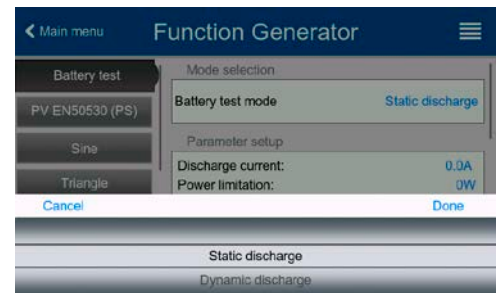 Main menu
Function Generator
Battery test
PV EN50530 (PS)
Sine
Triangle
Mode selection
Battery test mode Static discharge
Parameter setup
Discharge current: 0.0A
Power limitation: 0W
Cancel Done
Static discharge
Dynamic discharge